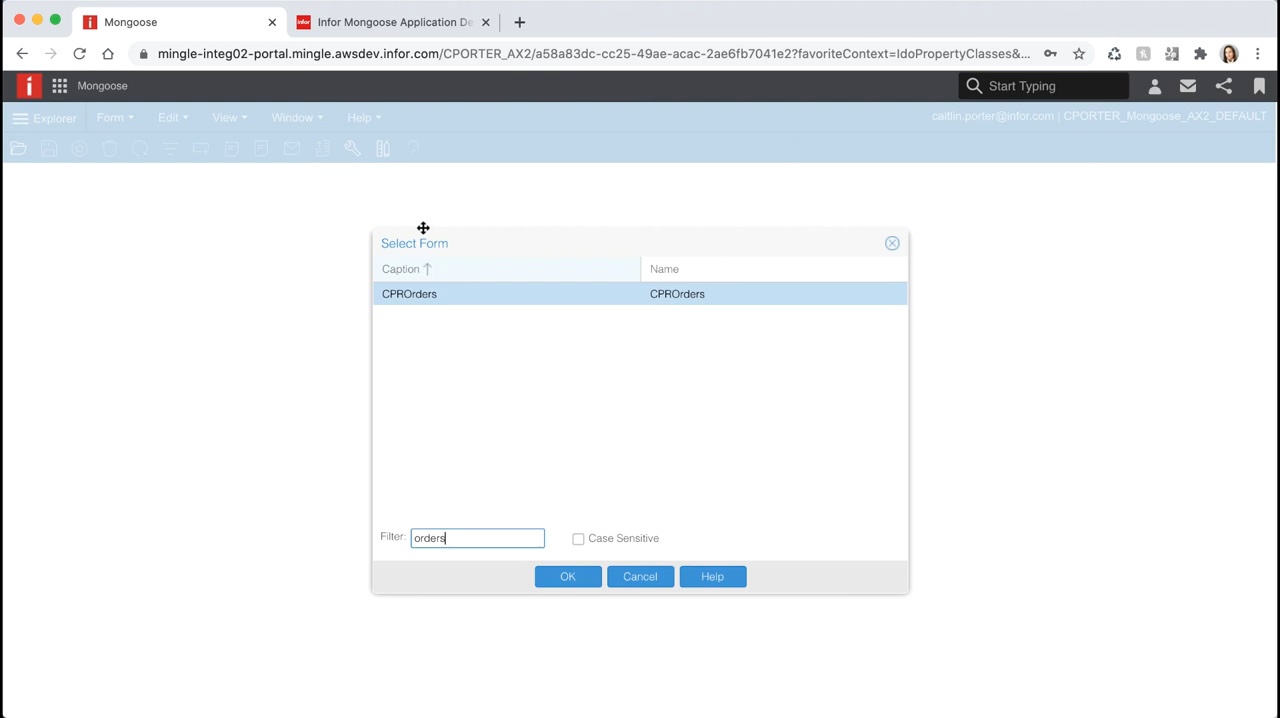 Mongoose
Infor Mongoose Application De
mingle-integ02-portal.mingle.awsdev.infor.com/CPORTER_AX2/a58a83dc-cc25-49ae-acac-2ae6fb7041e2?favoriteContext=IdoPropertyClasses&...
Mongoose
Start Typing
Explorer Form Edit View Window Help
caitlin.porter@infor.com | CPORTER_Mongoose_AX2_DEFAULT
Select Form
Caption Name
CPROrders CPROrders
Filter: orders Case Sensitive
OK Cancel Help